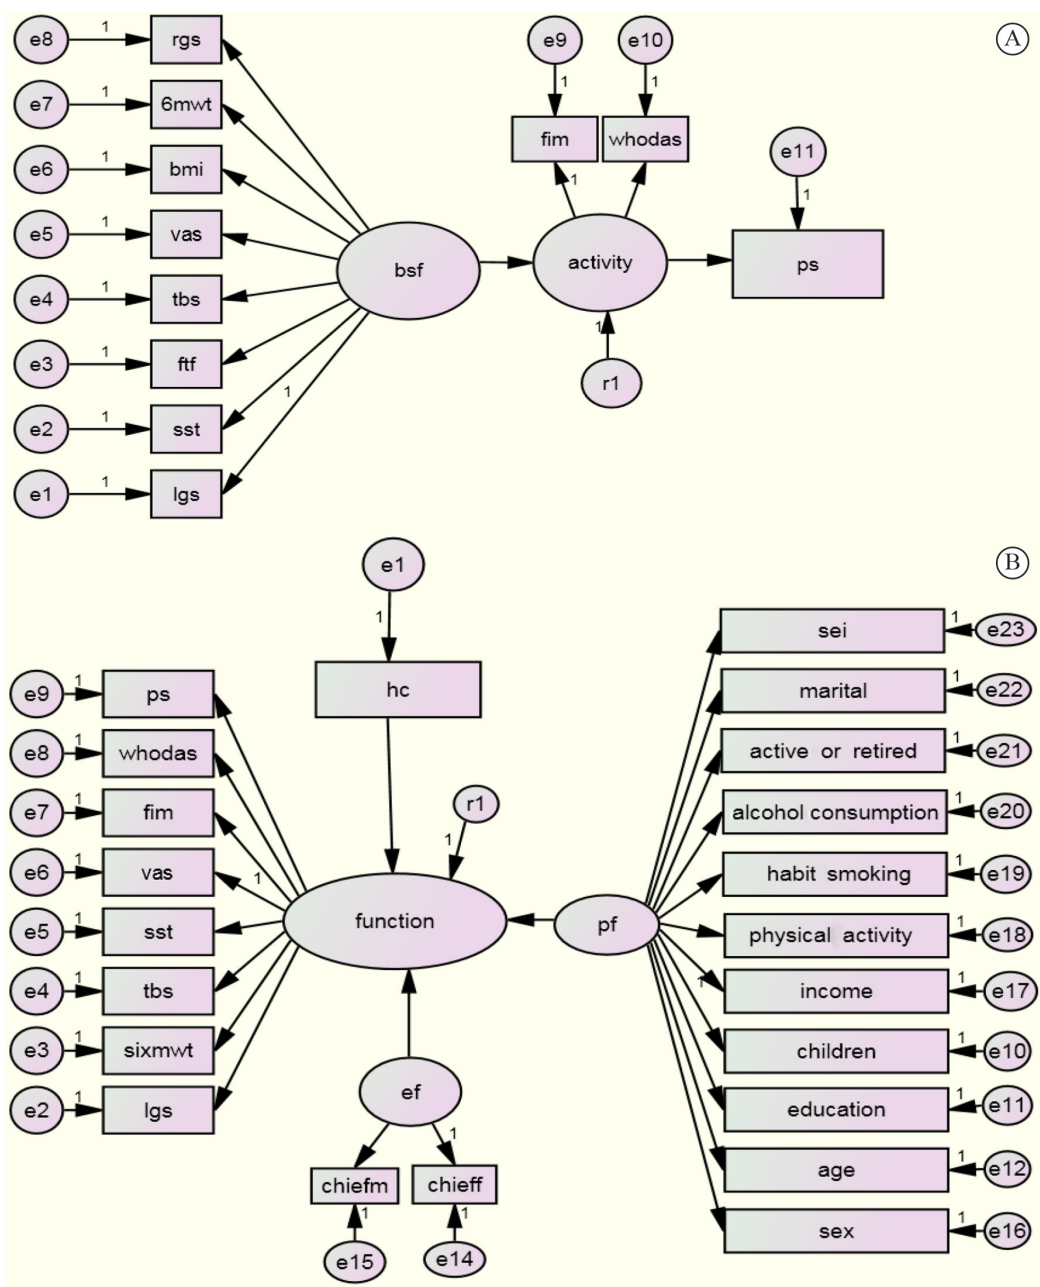 A
e8 1 rgs
e7 1 6mwt
e6 1 bmi
e5 1 vas
e4 1 tbs
e3 1 ftf
e2 1 sst
e1 1 lgs
1
bsf
e9 e10
1 1
fim whodas
1
activity
1
r1
e11
1
ps
B
e1
1
hc
r1
1
e9 1 ps
e8 1 whodas
e7 1 fim
e6 1 vas
1
e5 1 sst
e4 1 tbs
e3 1 sixmwt
e2 1 lgs
function
pf
ef
1
chiefm chieff
1 1
e15 e14
sei 1 e23
marital 1 e22
active or retired 1 e21
alcohol consumption 1 e20
habit smoking 1 e19
physical activity 1 e18
1 income 1 e17
children 1 e10
education 1 e11
age 1 e12
sex 1 e16